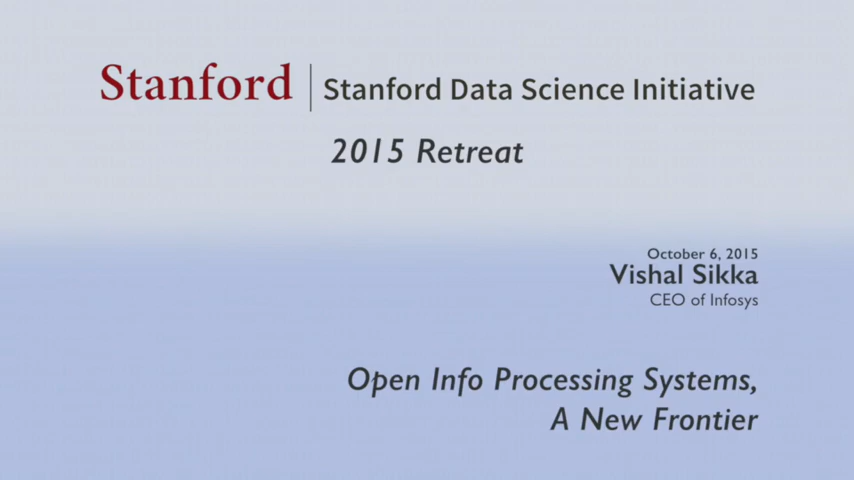 Stanford | Stanford Data Science Initiative
2015 Retreat
October 6, 2015
Vishal Sikka
CEO of Infosys
Open Info Processing Systems,
A New Frontier